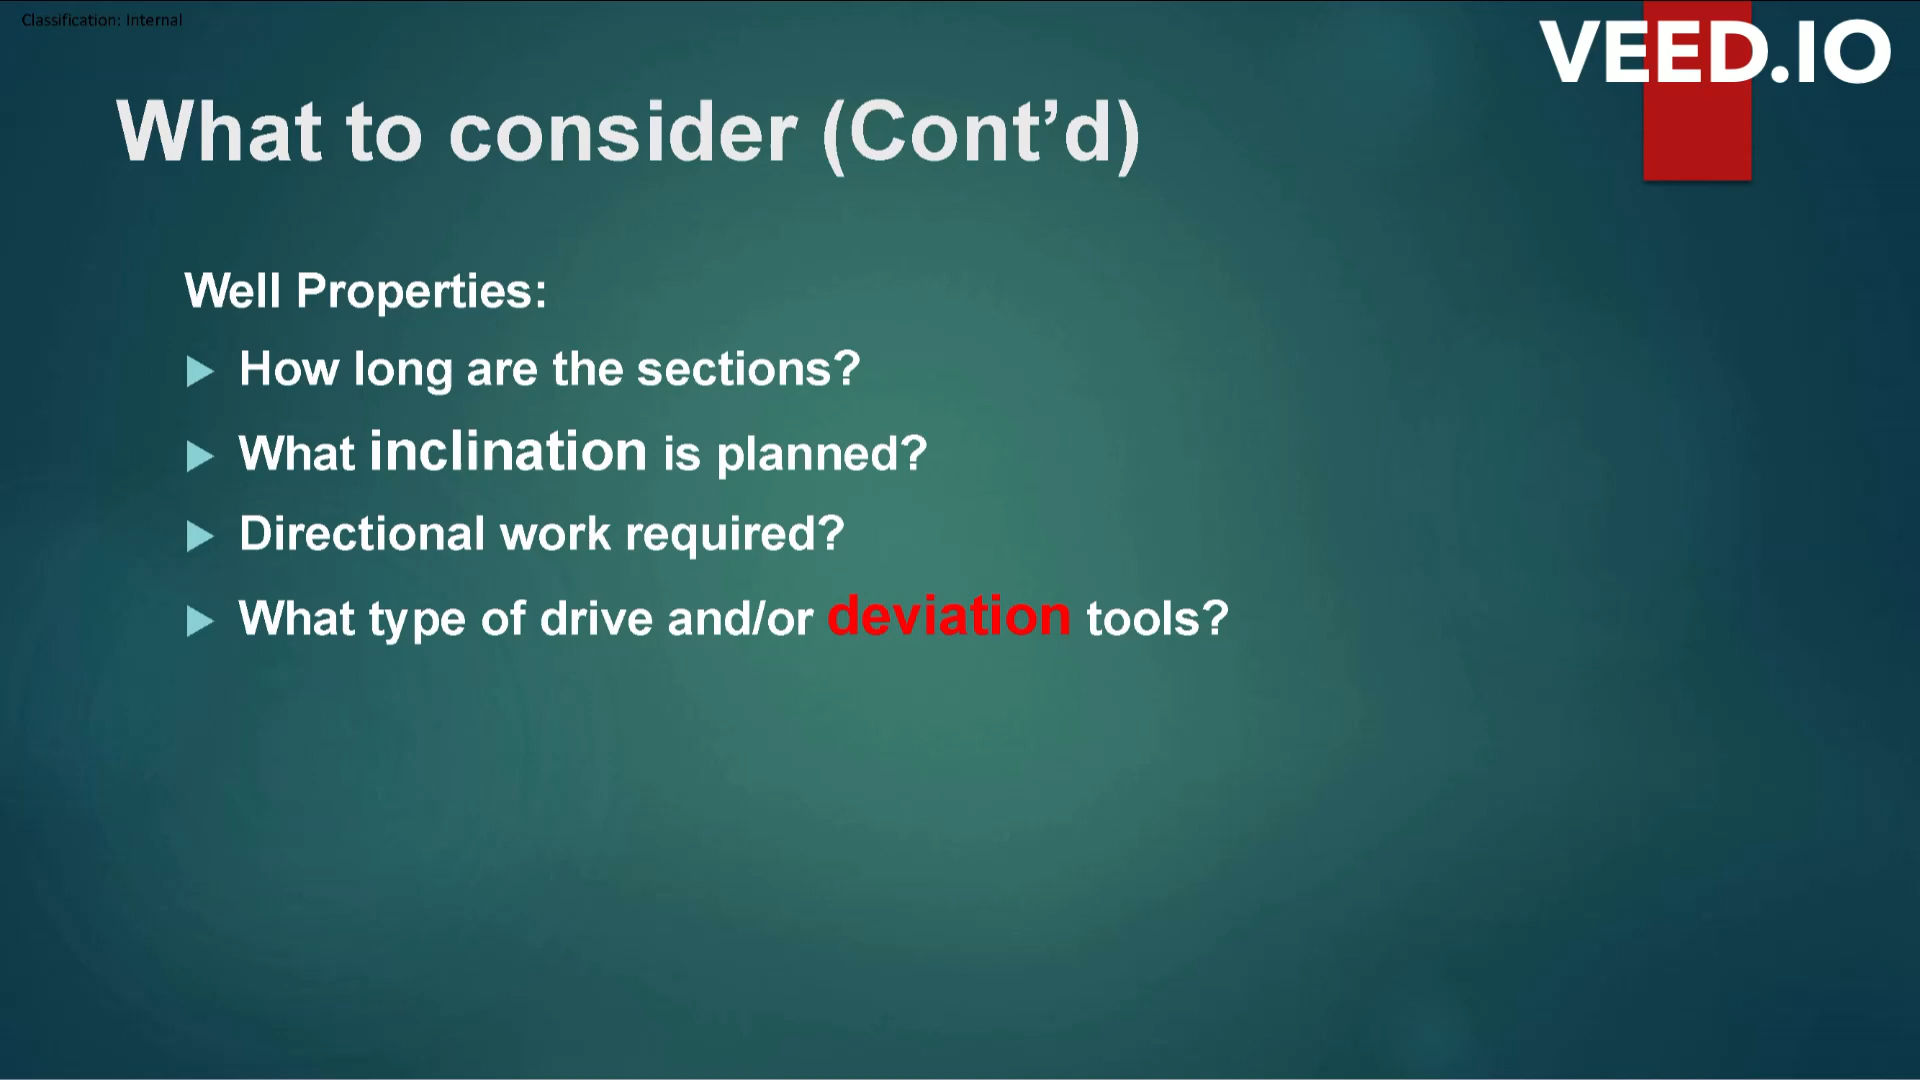 Classification: Internal
VEED.IO
What to consider (Cont’d)
Well Properties:
How long are the sections?
What inclination is planned?
Directional work required?
What type of drive and/or deviation tools?